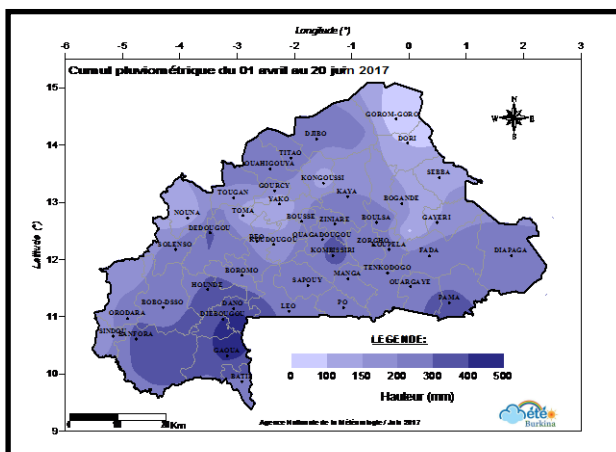 Longitude (°)
-6 -5 -4 -3 -2 -1 0 1 2 3
Cumul pluviométrique du 01 avril au 20 juin 2017
15
N
W E
S
GOROM-GORO
DJIBO
DORI
14
TITAO
OUAHIGOUYA
KONGOUSSI
SEBBA
GOURCY
TOUGAN
YAKO
KAYA
BOGANDE
13
NOUNA
TOMA
BOUSSE
ZINIARE
BOULSA
GAYERI
DEDOUGOU
REO
KOUDOUGOU
OUAGADOUGOU
ZORGHO
KOUPELA
SOLENSO
KOMBISSIRI
FADA
DIAPAGA
12
Latitude (°)
BOROMO
MANGA
TENKODOGO
HOUNDE
SAPOUY
OUARGAYE
BOBO-DSSO
DANO
LEO
PO
PAMA
11
ORODARA
DIEBOUGOU
SINDOU
BANFORA
GAOUA
LEGENDE:
10
BATIE
0 100 200 300 400 500
Hauteur (mm)
9
Km
Agence Nationale de la Météorologie / Juin 2017
été
Burkina